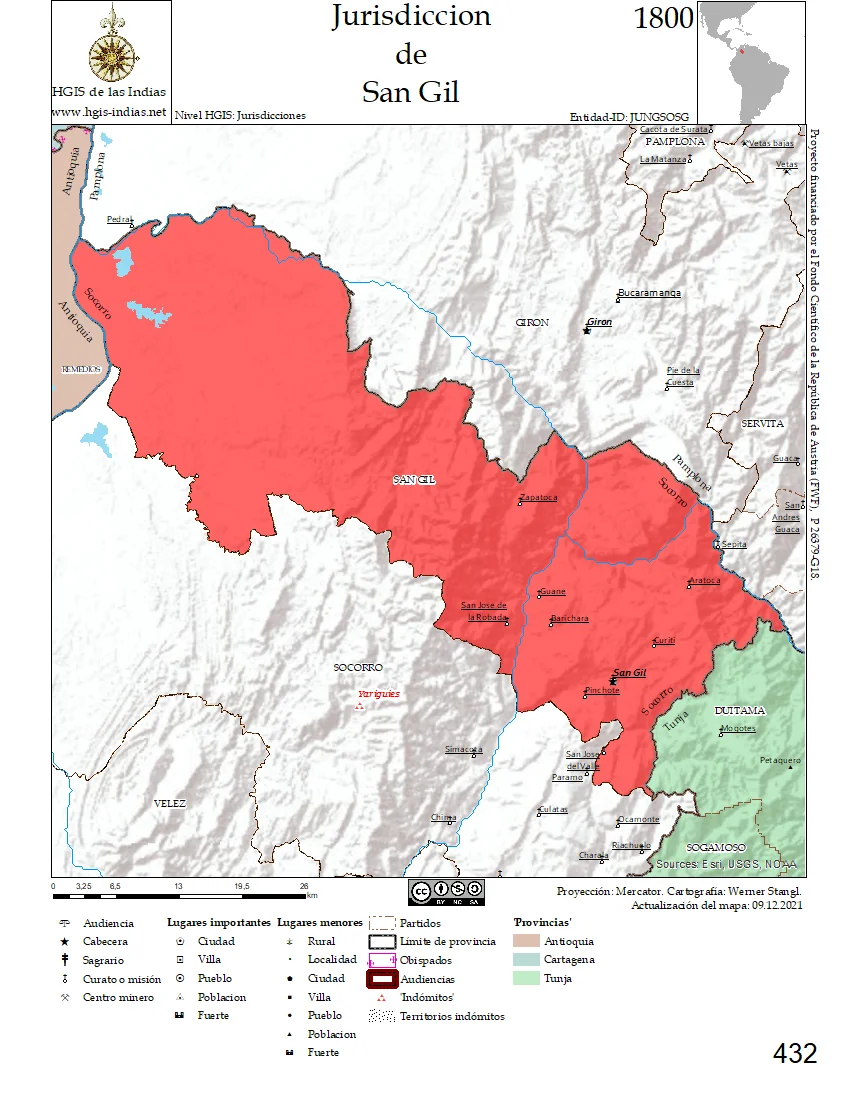 Jurisdiccion
de
San Gil
1800
HGIS de las Indias
www.hgis-indias.net
Nivel HGIS: Jurisdicciones
Entidad-ID: JUNGSOSG
Antioquia
Pamplona
Pedral
Cacota de Surata
PAMPLONA
La Matanza
Vetas bajas
Vetas
Bucaramanga
GIRON
Giron
Pie de la
Cuesta
SERVITA
Guaca
San
Andres
Guaca
Socorro
Antioquia
REMEDIOS
SAN GIL
Zapatoca
Pamplona
Socorro
Sepita
Aratoca
Guane
San Jose de
la Robada
Barichara
Curiti
San Gil
Pinchote
SOCORRO
Yariguies
Socorro
Tunja
DUITAMA
Mogotes
Petaquero
Simacota
San Jose
del Valle
Paramo
VELEZ
Chima
Culatas
Ocamonte
Riachuelo
Charala
SOGAMOSO
Sources: Esri, USGS, NOAA
Proyecto financiado por el Fondo Científico de la República de Austria (FWF), P 26379-G18.
0 3,25 6,5 13 19,5 26
km
CC BY NC SA
Proyección: Mercator. Cartografía: Werner Stangl.
Actualización del mapa: 09.12.2021
Audiencia
Cabecera
Sagrario
Curato o misión
Centro minero
Lugares importantes
Ciudad
Villa
Pueblo
Poblacion
Fuerte
Lugares menores
Rural
Localidad
Ciudad
Villa
Pueblo
Poblacion
Fuerte
Partidos
Límite de provincia
Obispados
Audiencias
'Indómitos'
Territorios indómitos
'Provincias'
Antioquia
Cartagena
Tunja
432